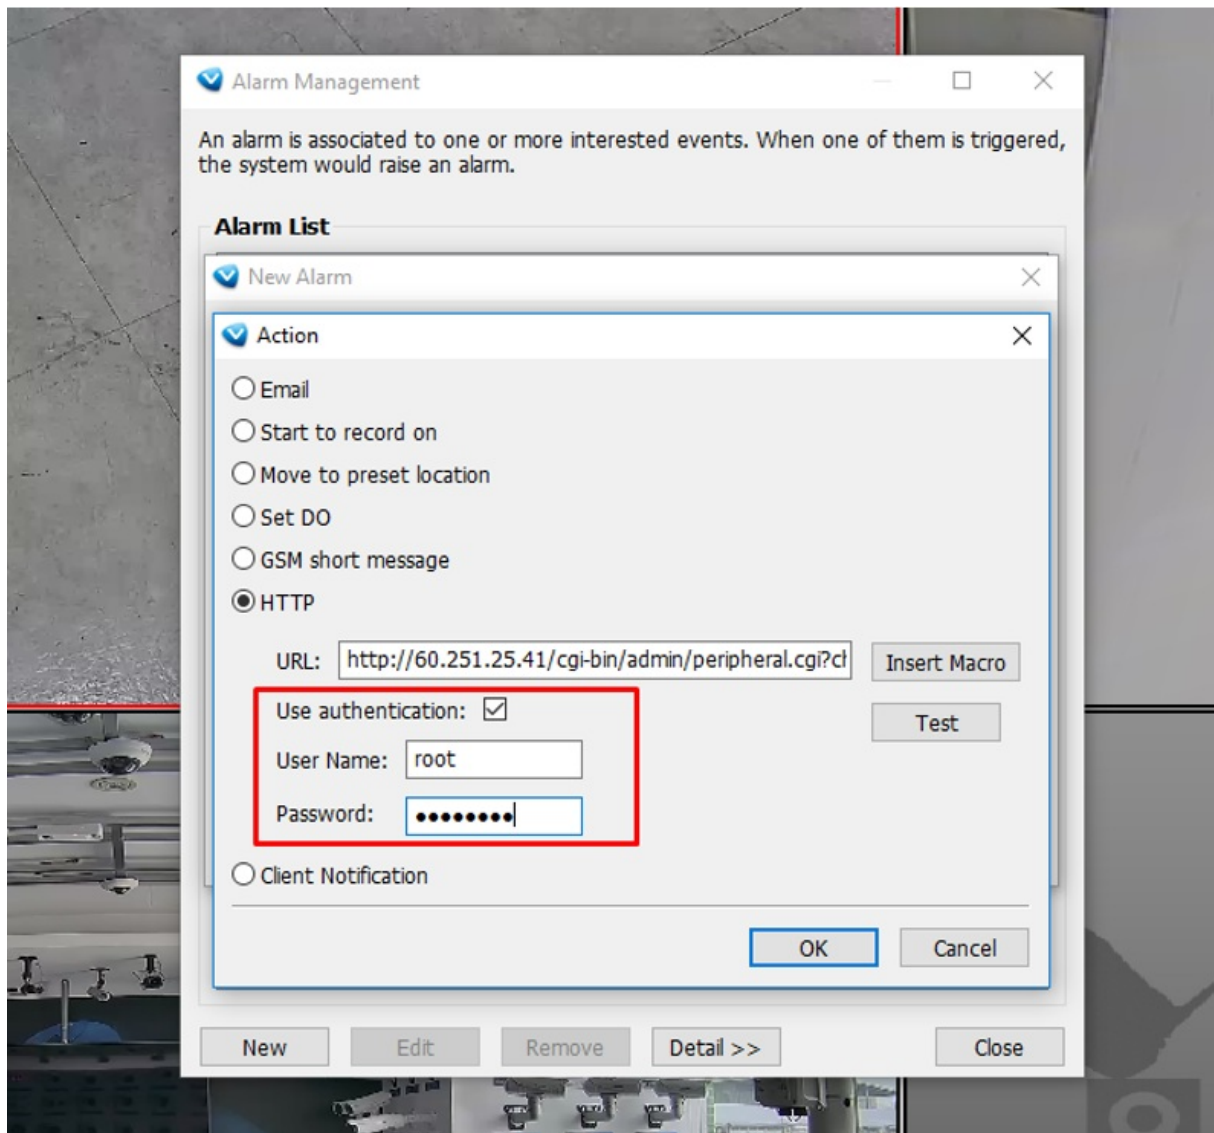 Alarm Management
An alarm is associated to one or more interested events. When one of them is triggered,
the system would raise an alarm.
Alarm List
New Alarm
Action
Email
Start to record on
Move to preset location
Set DO
GSM short message
HTTP
URL: http://60.251.25.41/cgi-bin/admin/peripheral.cgi?cl Insert Macro
Use authentication: Test
User Name: root
Password: ●●●●●●●●
Client Notification
OK Cancel
New Edit Remove Detail >> Close